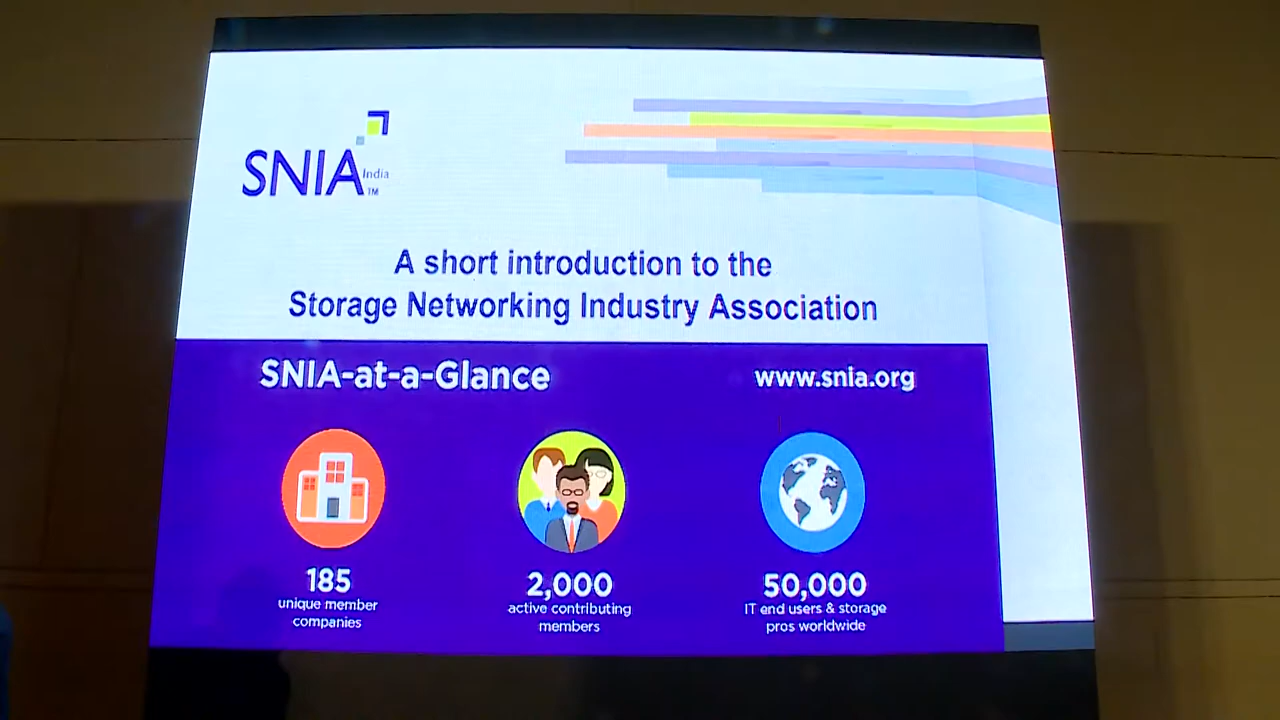 SNIA India
TM
A short introduction to the
Storage Networking Industry Association
SNIA-at-a-Glance
www.snia.org
185
unique member
companies
2,000
active contributing
members
50,000
IT end users & storage
pros worldwide